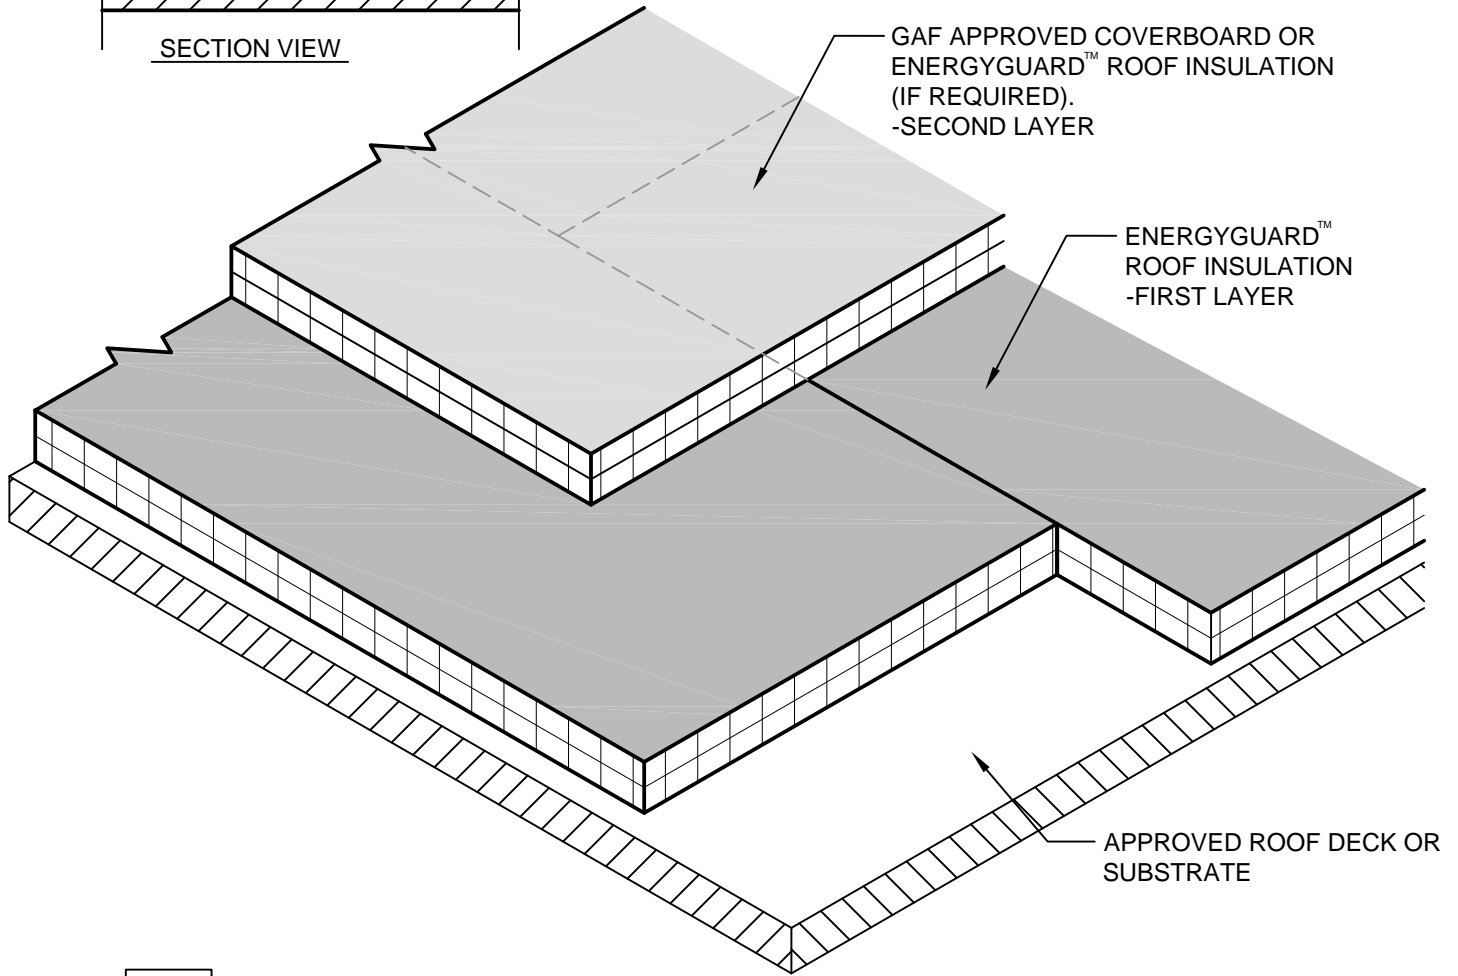 SECTION VIEW
GAF APPROVED COVERBOARD OR
ENERGYGUARD™ ROOF INSULATION
(IF REQUIRED).
-SECOND LAYER
ENERGYGUARD™
ROOF INSULATION
-FIRST LAYER
APPROVED ROOF DECK OR
SUBSTRATE